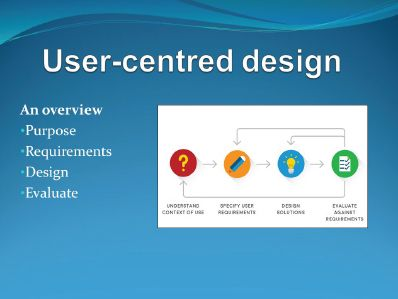 User-centred design
An overview
•Purpose
•Requirements
•Design
•Evaluate
?
UNDERSTAND
CONTEXT OF USE
SPECIFY USER
REQUIREMENTS
DESIGN
SOLUTIONS
EVALUATE
AGAINST
REQUIREMENTS